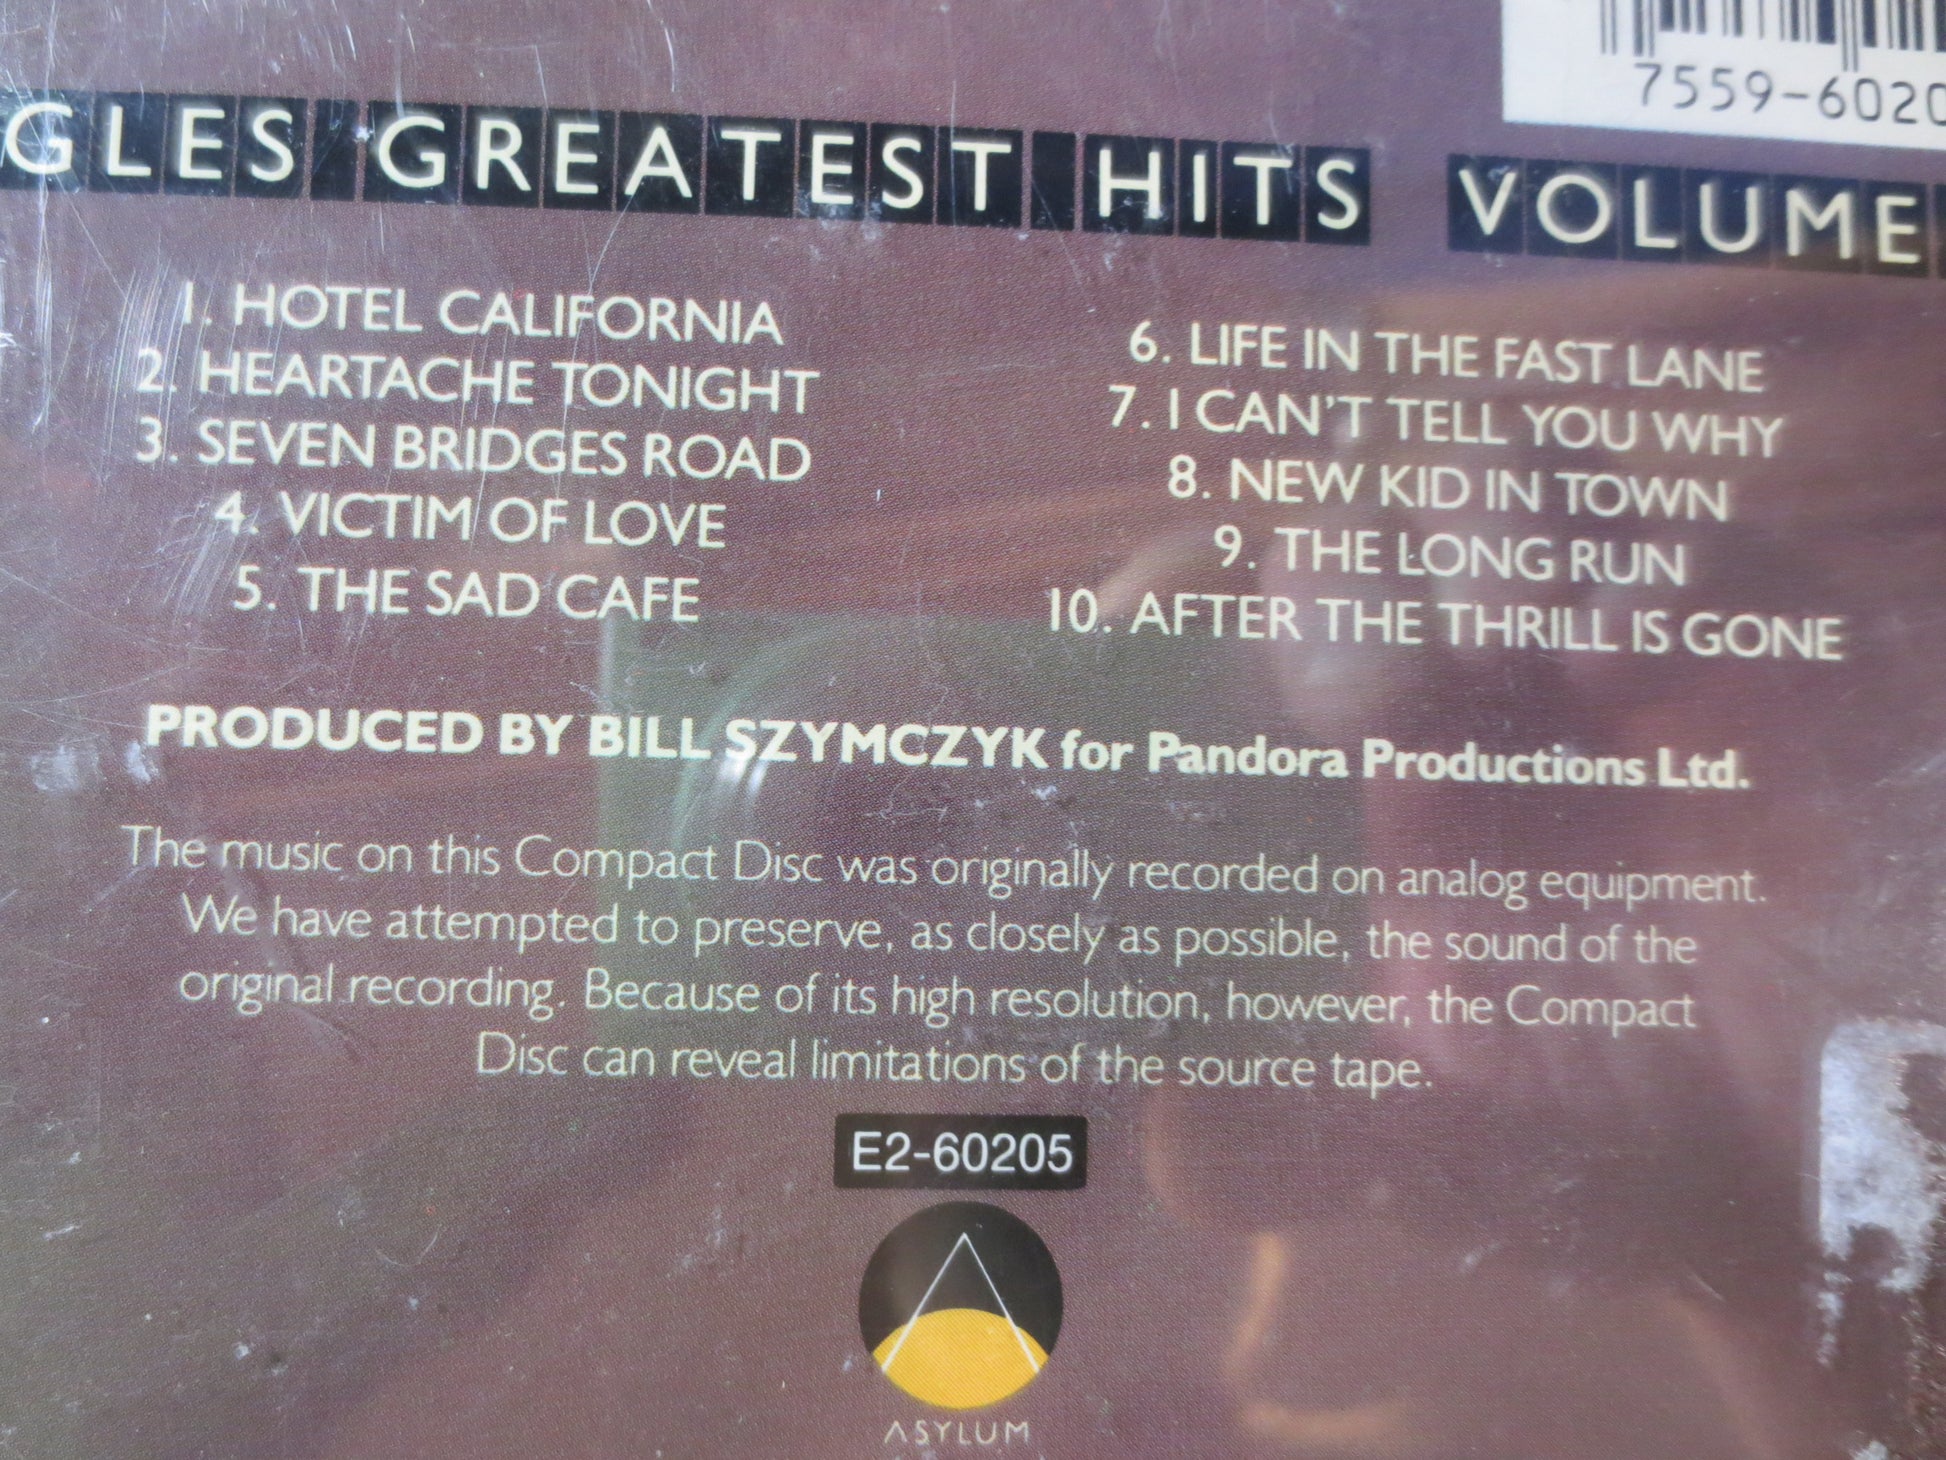 7559-6020
GLES GREATEST HITS VOLUME
1. HOTEL CALIFORNIA
2. HEARTACHE TONIGHT
3. SEVEN BRIDGES ROAD
4. VICTIM OF LOVE
5. THE SAD CAFE
6. LIFE IN THE FAST LANE
7. I CAN'T TELL YOU WHY
8. NEW KID IN TOWN
9. THE LONG RUN
10. AFTER THE THRILL IS GONE
PRODUCED BY BILL SZYMCZYK for Pandora Productions Ltd.
The music on this Compact Disc was originally recorded on analog equipment.
We have attempted to preserve, as closely as possible, the sound of the
original recording. Because of its high resolution, however, the Compact
Disc can reveal limitations of the source tape.
E2-60205
ASYLUM